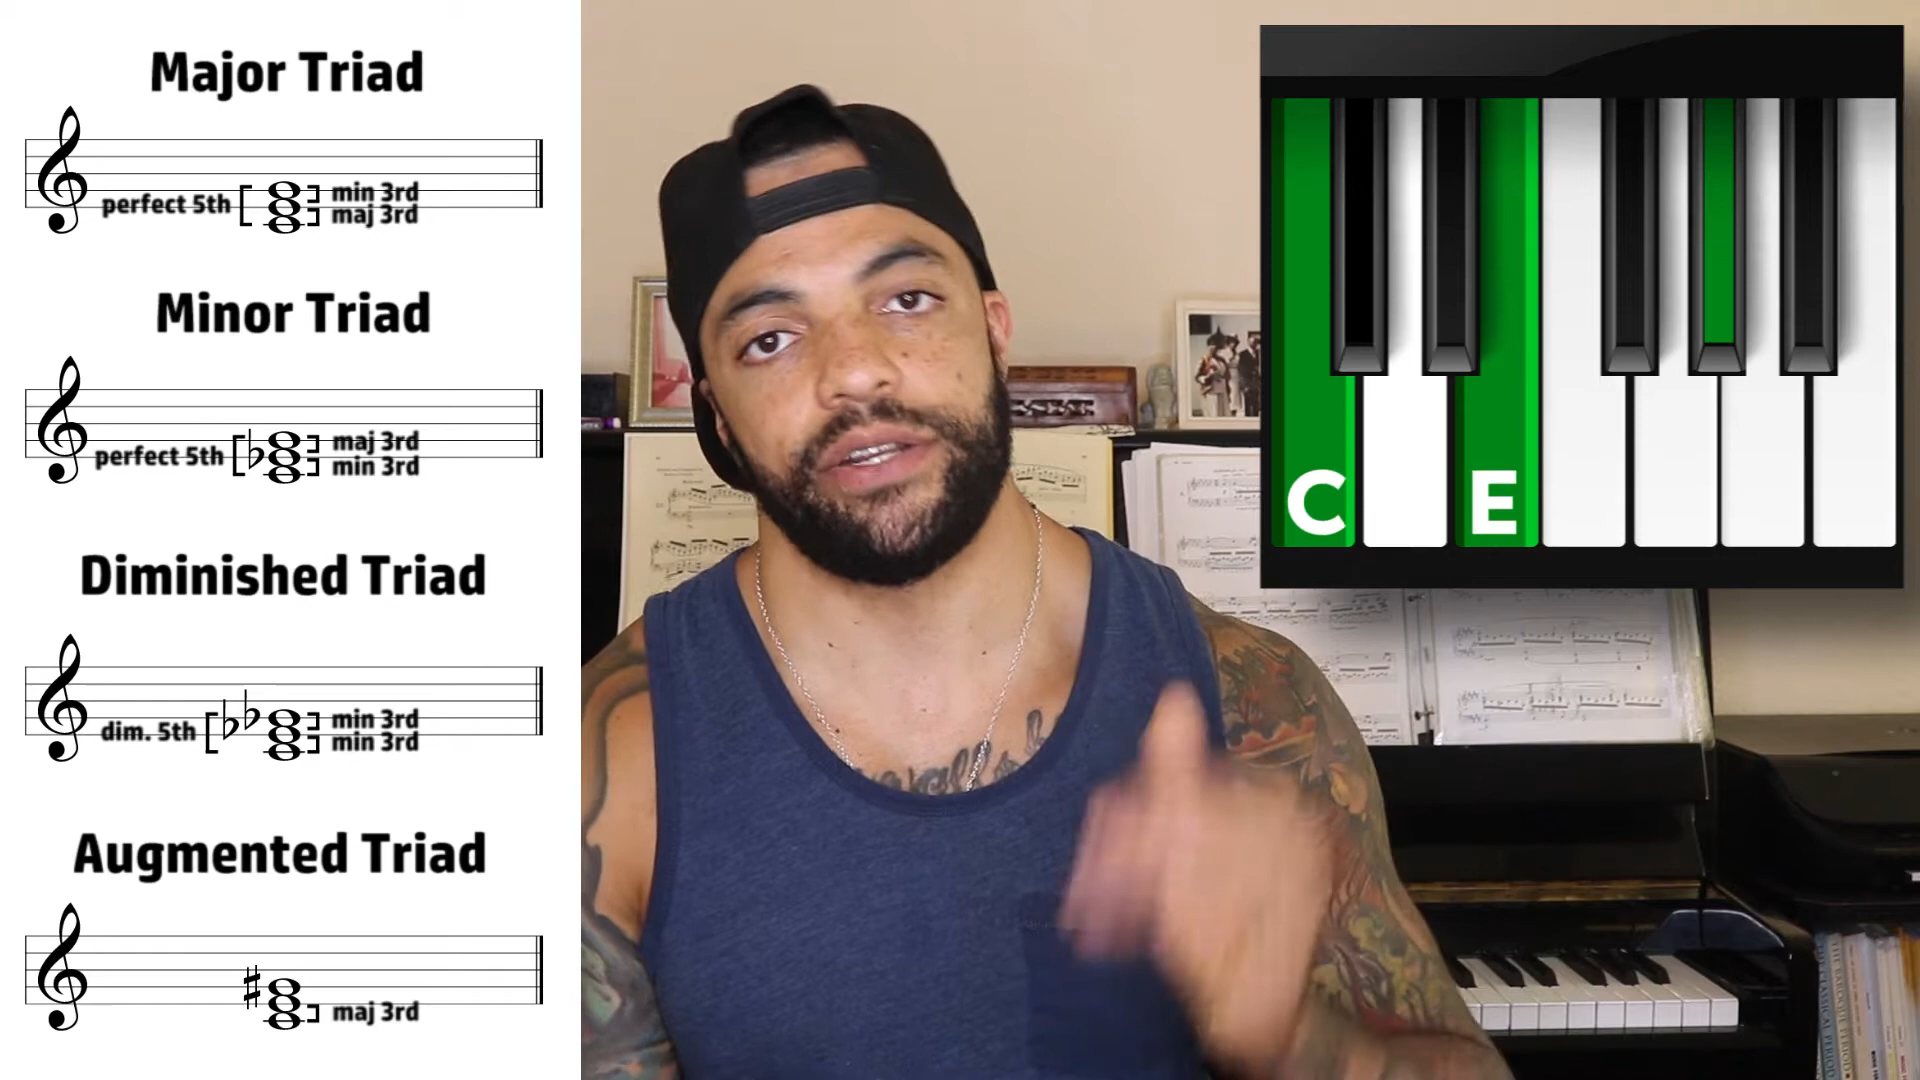 Major Triad
perfect 5th
min 3rd
maj 3rd
Minor Triad
perfect 5th
maj 3rd
min 3rd
Diminished Triad
dim. 5th
min 3rd
min 3rd
Augmented Triad
maj 3rd
C E